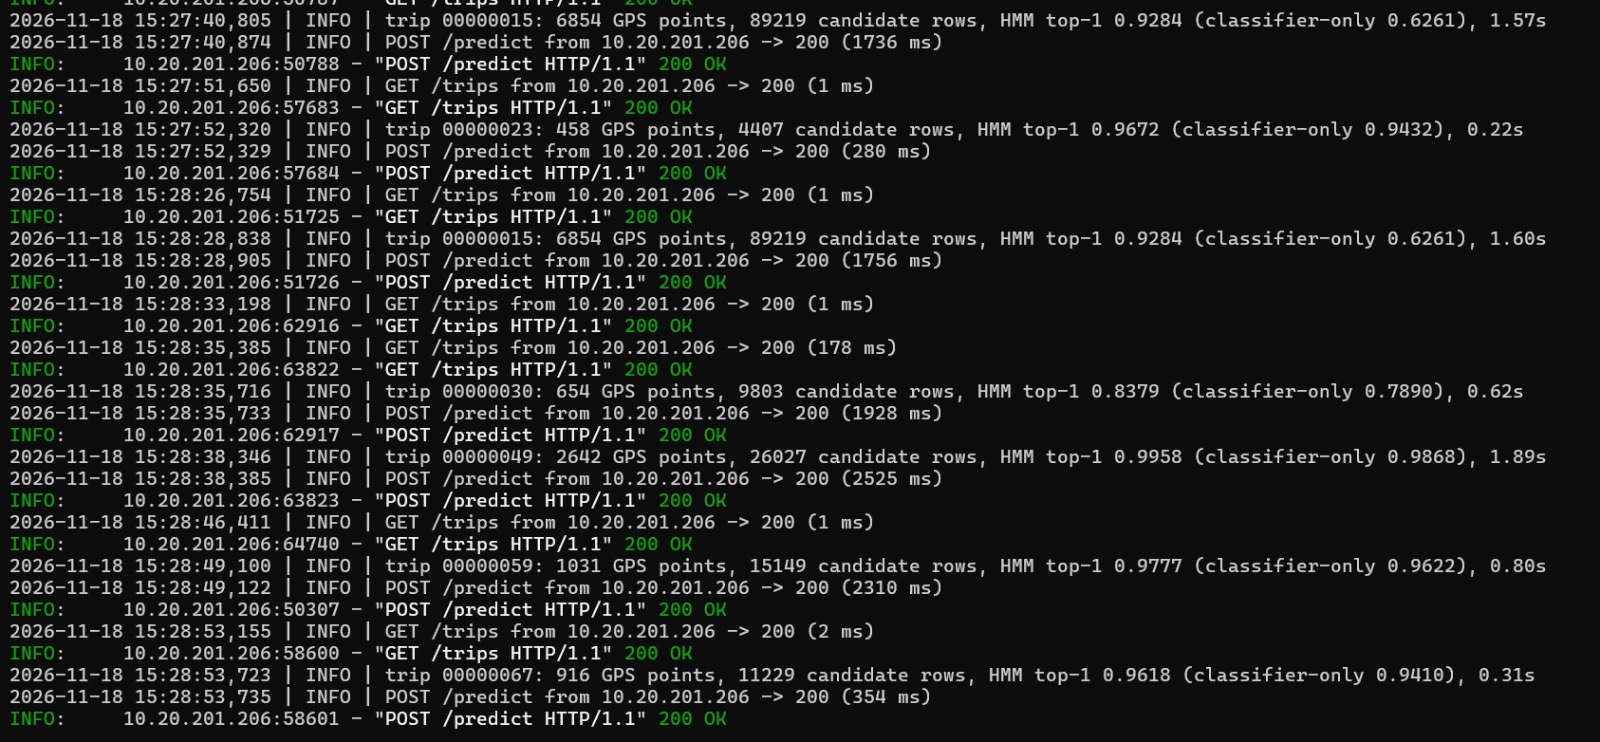 INFO:     10.20.201.206:50787 - "POST /predict HTTP/1.1" 200 OK
2026-11-18 15:27:40,805 | INFO | trip 00000015: 6854 GPS points, 89219 candidate rows, HMM top-1 0.9284 (classifier-only 0.6261), 1.57s
2026-11-18 15:27:40,874 | INFO | POST /predict from 10.20.201.206 -> 200 (1736 ms)
INFO:     10.20.201.206:50788 - "POST /predict HTTP/1.1" 200 OK
2026-11-18 15:27:51,650 | INFO | GET /trips from 10.20.201.206 -> 200 (1 ms)
INFO:     10.20.201.206:57683 - "GET /trips HTTP/1.1" 200 OK
2026-11-18 15:27:52,320 | INFO | trip 00000023: 458 GPS points, 4407 candidate rows, HMM top-1 0.9672 (classifier-only 0.9432), 0.22s
2026-11-18 15:27:52,329 | INFO | POST /predict from 10.20.201.206 -> 200 (280 ms)
INFO:     10.20.201.206:57684 - "POST /predict HTTP/1.1" 200 OK
2026-11-18 15:28:26,754 | INFO | GET /trips from 10.20.201.206 -> 200 (1 ms)
INFO:     10.20.201.206:51725 - "GET /trips HTTP/1.1" 200 OK
2026-11-18 15:28:28,838 | INFO | trip 00000015: 6854 GPS points, 89219 candidate rows, HMM top-1 0.9284 (classifier-only 0.6261), 1.60s
2026-11-18 15:28:28,905 | INFO | POST /predict from 10.20.201.206 -> 200 (1756 ms)
INFO:     10.20.201.206:51726 - "POST /predict HTTP/1.1" 200 OK
2026-11-18 15:28:33,198 | INFO | GET /trips from 10.20.201.206 -> 200 (1 ms)
INFO:     10.20.201.206:62916 - "GET /trips HTTP/1.1" 200 OK
2026-11-18 15:28:35,385 | INFO | GET /trips from 10.20.201.206 -> 200 (178 ms)
INFO:     10.20.201.206:63822 - "GET /trips HTTP/1.1" 200 OK
2026-11-18 15:28:35,716 | INFO | trip 00000030: 654 GPS points, 9803 candidate rows, HMM top-1 0.8379 (classifier-only 0.7890), 0.62s
2026-11-18 15:28:35,733 | INFO | POST /predict from 10.20.201.206 -> 200 (1928 ms)
INFO:     10.20.201.206:62917 - "POST /predict HTTP/1.1" 200 OK
2026-11-18 15:28:38,346 | INFO | trip 00000049: 2642 GPS points, 26027 candidate rows, HMM top-1 0.9958 (classifier-only 0.9868), 1.89s
2026-11-18 15:28:38,385 | INFO | POST /predict from 10.20.201.206 -> 200 (2525 ms)
INFO:     10.20.201.206:63823 - "POST /predict HTTP/1.1" 200 OK
2026-11-18 15:28:46,411 | INFO | GET /trips from 10.20.201.206 -> 200 (1 ms)
INFO:     10.20.201.206:64740 - "GET /trips HTTP/1.1" 200 OK
2026-11-18 15:28:49,100 | INFO | trip 00000059: 1031 GPS points, 15149 candidate rows, HMM top-1 0.9777 (classifier-only 0.9622), 0.80s
2026-11-18 15:28:49,122 | INFO | POST /predict from 10.20.201.206 -> 200 (2310 ms)
INFO:     10.20.201.206:50307 - "POST /predict HTTP/1.1" 200 OK
2026-11-18 15:28:53,155 | INFO | GET /trips from 10.20.201.206 -> 200 (2 ms)
INFO:     10.20.201.206:58600 - "GET /trips HTTP/1.1" 200 OK
2026-11-18 15:28:53,723 | INFO | trip 00000067: 916 GPS points, 11229 candidate rows, HMM top-1 0.9618 (classifier-only 0.9410), 0.31s
2026-11-18 15:28:53,735 | INFO | POST /predict from 10.20.201.206 -> 200 (354 ms)
INFO:     10.20.201.206:58601 - "POST /predict HTTP/1.1" 200 OK